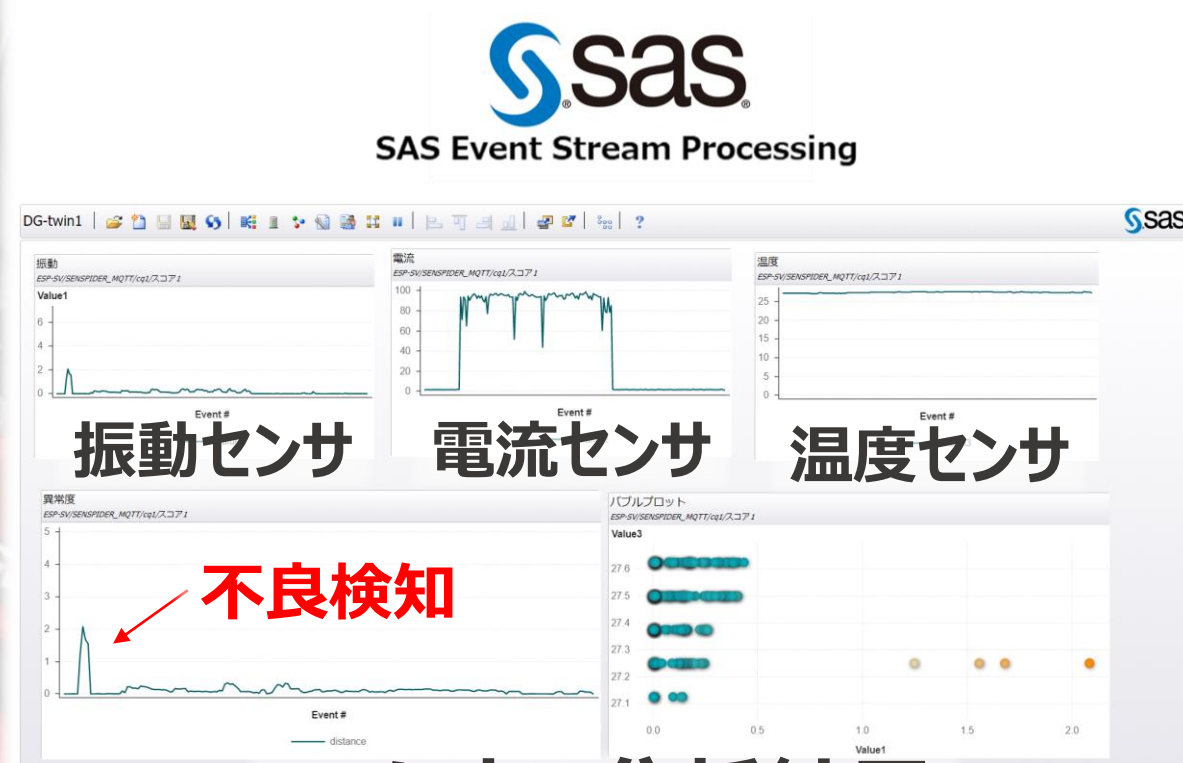 sas
SAS Event Stream Processing
DG-twin1
sas
振動
ESP-SV/SENSPIDER_MQTT/cq1/スコア1
Value1
6
4
2
0
Event #
振動センサ
電流
ESP-SV/SENSPIDER_MQTT/cq1/スコア1
100
80
60
40
20
0
Event #
電流センサ
温度
ESP-SV/SENSPIDER_MQTT/cq1/スコア1
25
20
15
10
5
0
Event #
温度センサ
異常度
ESP-SV/SENSPIDER_MQTT/cq1/スコア1
5
4
3
2
1
0
不良検知
Event #
distance
バブルプロット
ESP-SV/SENSPIDER_MQTT/cq1/スコア1
Value3
27.6
27.5
27.4
27.3
27.2
27.1
0.0 0.5 1.0 1.5 2.0
Value1